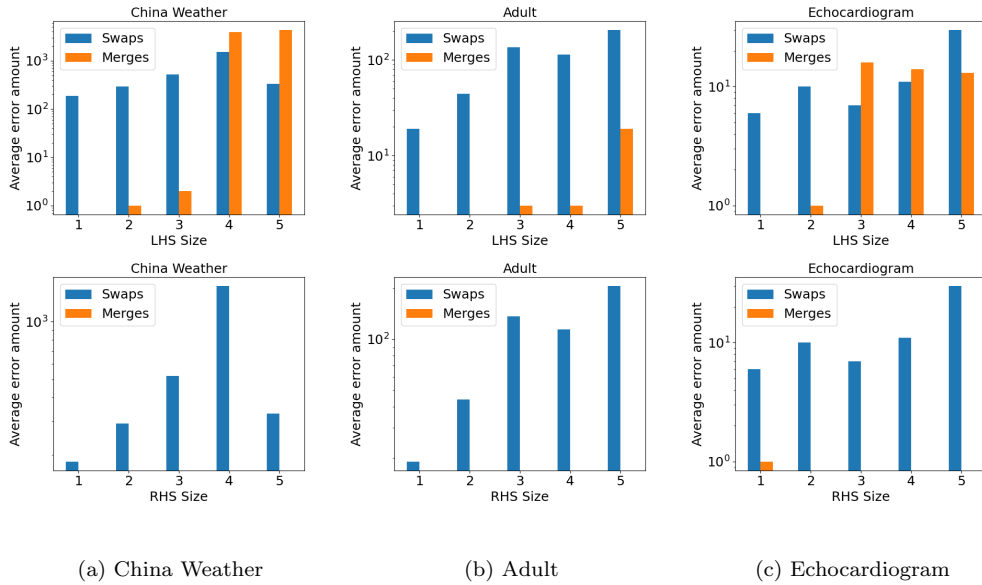 China Weather
Average error amount
10^3
10^2
10^1
10^0
Swaps
Merges
1 2 3 4 5
LHS Size
Adult
Average error amount
10^2
10^1
Swaps
Merges
1 2 3 4 5
LHS Size
Echocardiogram
Average error amount
10^1
10^0
Swaps
Merges
1 2 3 4 5
LHS Size
China Weather
Average error amount
10^3
Swaps
Merges
1 2 3 4 5
RHS Size
Adult
Average error amount
10^2
Swaps
Merges
1 2 3 4 5
RHS Size
Echocardiogram
Average error amount
10^1
10^0
Swaps
Merges
1 2 3 4 5
RHS Size
(a) China Weather
(b) Adult
(c) Echocardiogram